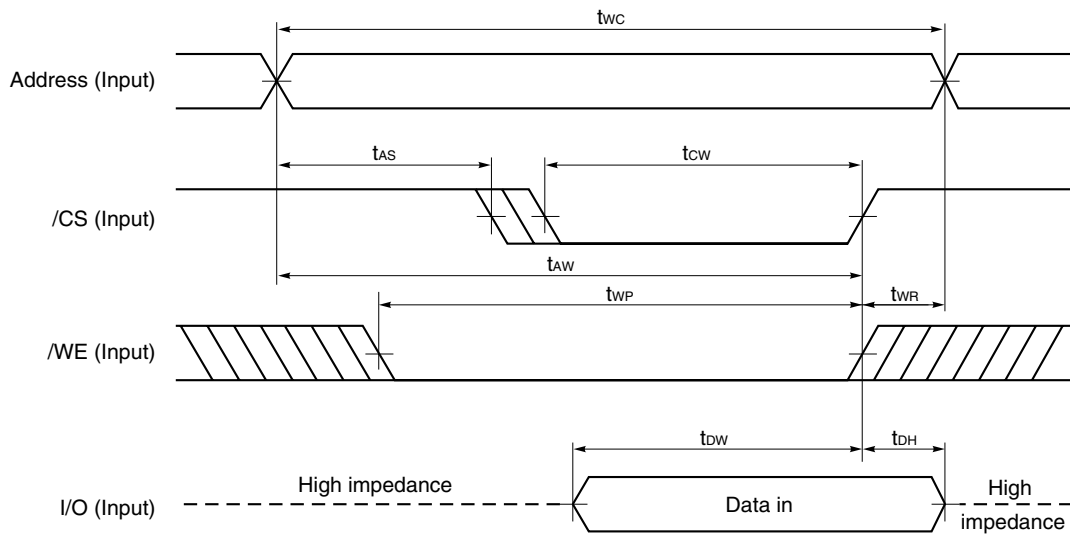 tWC
Address (Input)
tAS
tCW
/CS (Input)
tAW
tWP
tWR
/WE (Input)
tDW
tDH
High impedance
Data in
High
impedance
I/O (Input)